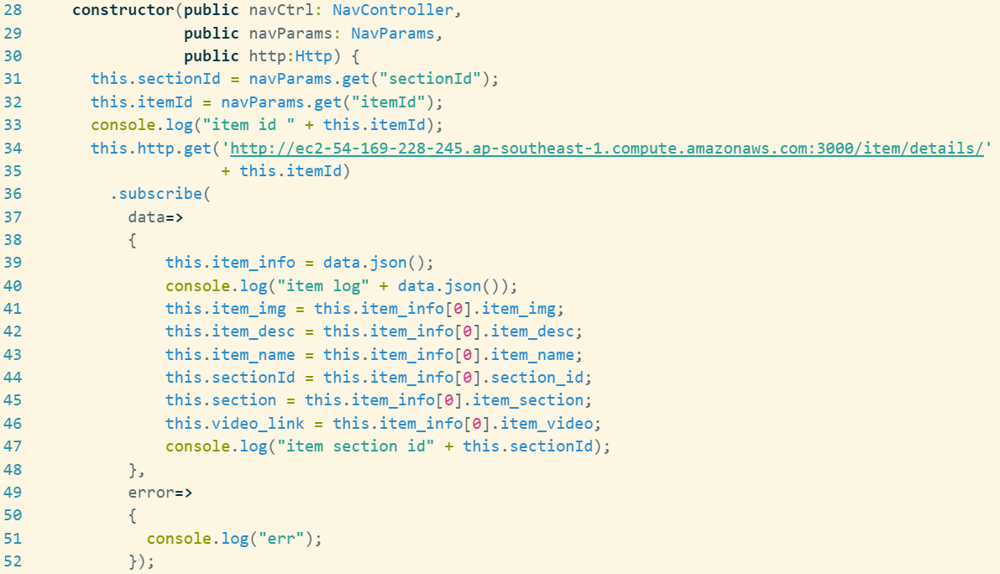 28 constructor(public navCtrl: NavController,
29 public navParams: NavParams,
30 public http:Http) {
31 this.sectionId = navParams.get("sectionId");
32 this.itemId = navParams.get("itemId");
33 console.log("item id " + this.itemId);
34 this.http.get('http://ec2-54-169-228-245.ap-southeast-1.compute.amazonaws.com:3000/item/details/'
35 + this.itemId)
36 .subscribe(
37 data=>
38 {
39 this.item_info = data.json();
40 console.log("item log" + data.json());
41 this.item_img = this.item_info[0].item_img;
42 this.item_desc = this.item_info[0].item_desc;
43 this.item_name = this.item_info[0].item_name;
44 this.sectionId = this.item_info[0].section_id;
45 this.section = this.item_info[0].item_section;
46 this.video_link = this.item_info[0].item_video;
47 console.log("item section id" + this.sectionId);
48 },
49 error=>
50 {
51 console.log("err");
52 });